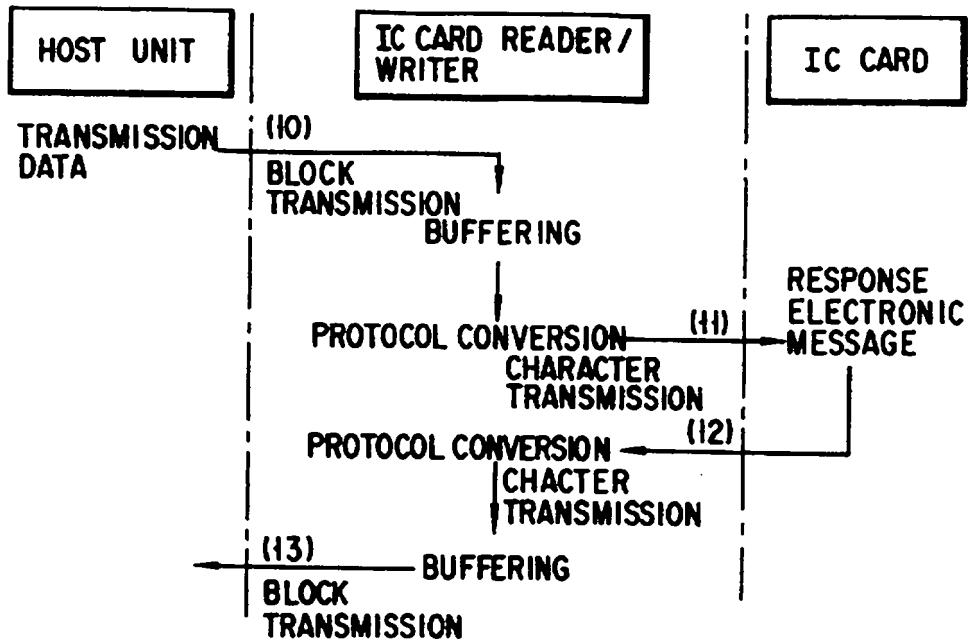 HOST UNIT
IC CARD READER/
WRITER
IC CARD
TRANSMISSION
DATA
(10)
BLOCK
TRANSMISSION
BUFFERING
PROTOCOL CONVERSION
(11)
CHARACTER
TRANSMISSION
RESPONSE
ELECTRONIC
MESSAGE
PROTOCOL CONVERSION
(12)
CHACTER
TRANSMISSION
(13)
BUFFERING
BLOCK
TRANSMISSION